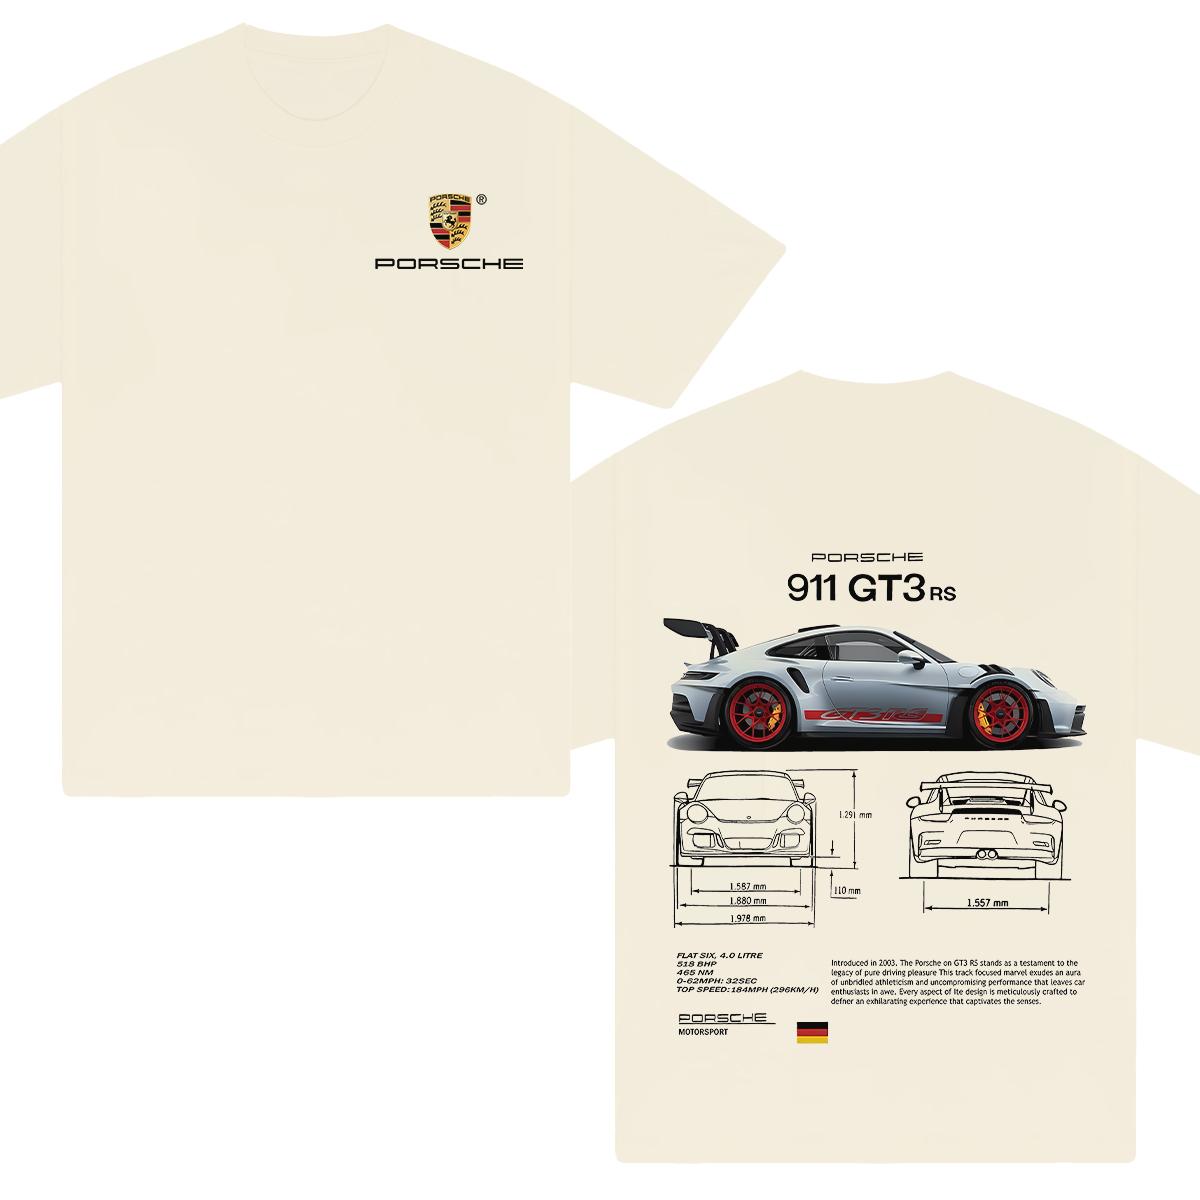 PORSCHE
®
PORSCHE
PORSCHE
911 GT3 RS
GT3 RS
1.291 mm
110 mm
1.587 mm
1.880 mm
1.978 mm
PORSCHE
1.557 mm
FLAT SIX, 4.0 LITRE
518 BHP
465 NM
0-62MPH: 32SEC
TOP SPEED: 184MPH (296KM/H)
Introduced in 2003. The Porsche on GT3 RS stands as a testament to the
legacy of pure driving pleasure This track focused marvel exudes an aura
of unbridled athleticism and uncompromising performance that leaves car
enthusiasts in awe. Every aspect of Ite design is meticulously crafted to
defner an exhilarating experience that captivates the senses.
PORSCHE
MOTORSPORT